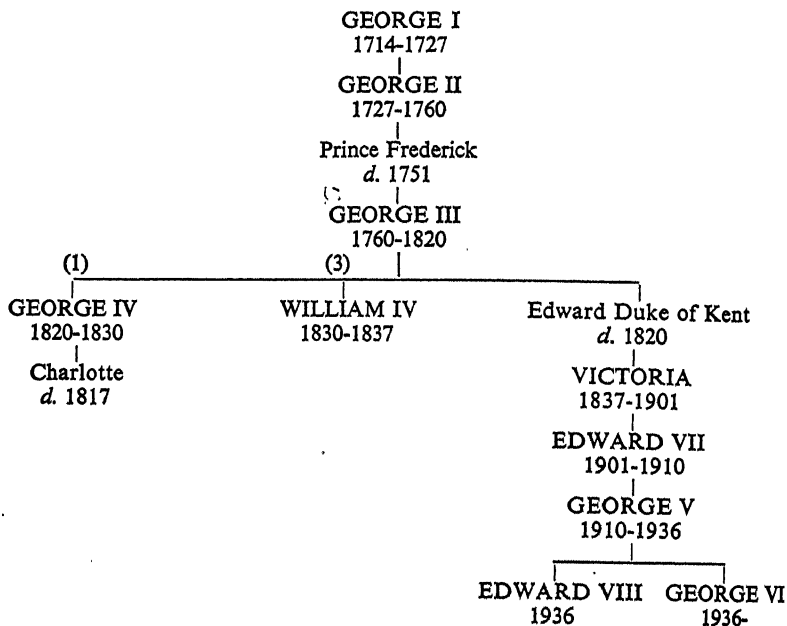 GEORGE I
1714-1727
GEORGE II
1727-1760
Prince Frederick
d. 1751
GEORGE III
1760-1820
(1) (3)
GEORGE IV WILLIAM IV Edward Duke of Kent
1820-1830 1830-1837 d. 1820
Charlotte VICTORIA
d. 1817 1837-1901
EDWARD VII
1901-1910
GEORGE V
1910-1936
EDWARD VIII GEORGE VI
1936 1936-